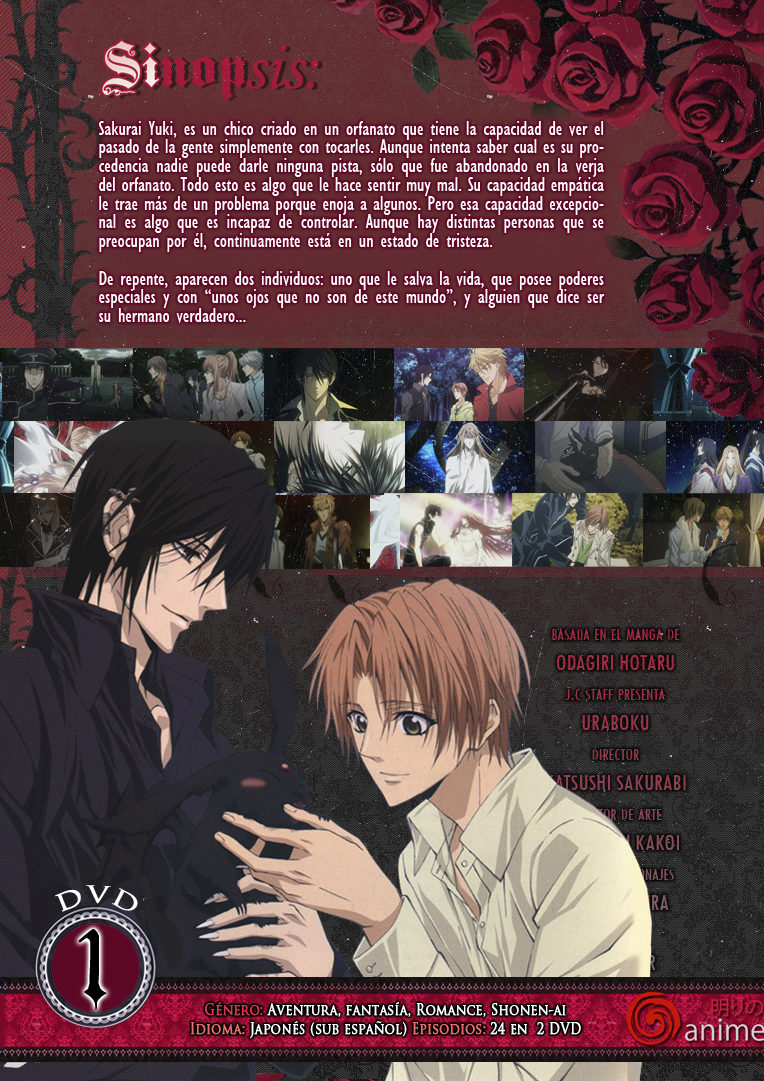 Sinopsis:
Sakurai Yuki, es un chico criado en un orfanato que tiene la capacidad de ver el
pasado de la gente simplemente con tocarles. Aunque intenta saber cual es su pro-
cedencia nadie puede darle ninguna pista, sólo que fue abandonado en la verja
del orfanato. Todo esto es algo que le hace sentir muy mal. Su capacidad empática
le trae más de un problema porque enoja a algunos. Pero esa capacidad excepcio-
nal es algo que es incapaz de controlar. Aunque hay distintas personas que se
preocupan por él, continuamente está en un estado de tristeza.
De repente, aparecen dos individuos: uno que le salva la vida, que posee poderes
especiales y con “unos ojos que no son de este mundo”, y alguien que dice ser
su hermano verdadero...
BASADA EN EL MANGA DE
ODAGIRI HOTARU
J.C STAFF PRESENTA
URABOKU
DIRECTOR
ATSUSHI SAKURABI
DE ARTE
KAKOI
DVD
1
GÉNERO: AVENTURA, FANTASÍA, ROMANCE, SHONEN-AI
IDIOMA: JAPONÉS (SUB ESPAÑOL) EPISODIOS: 24 EN 2 DVD
明りの
anime